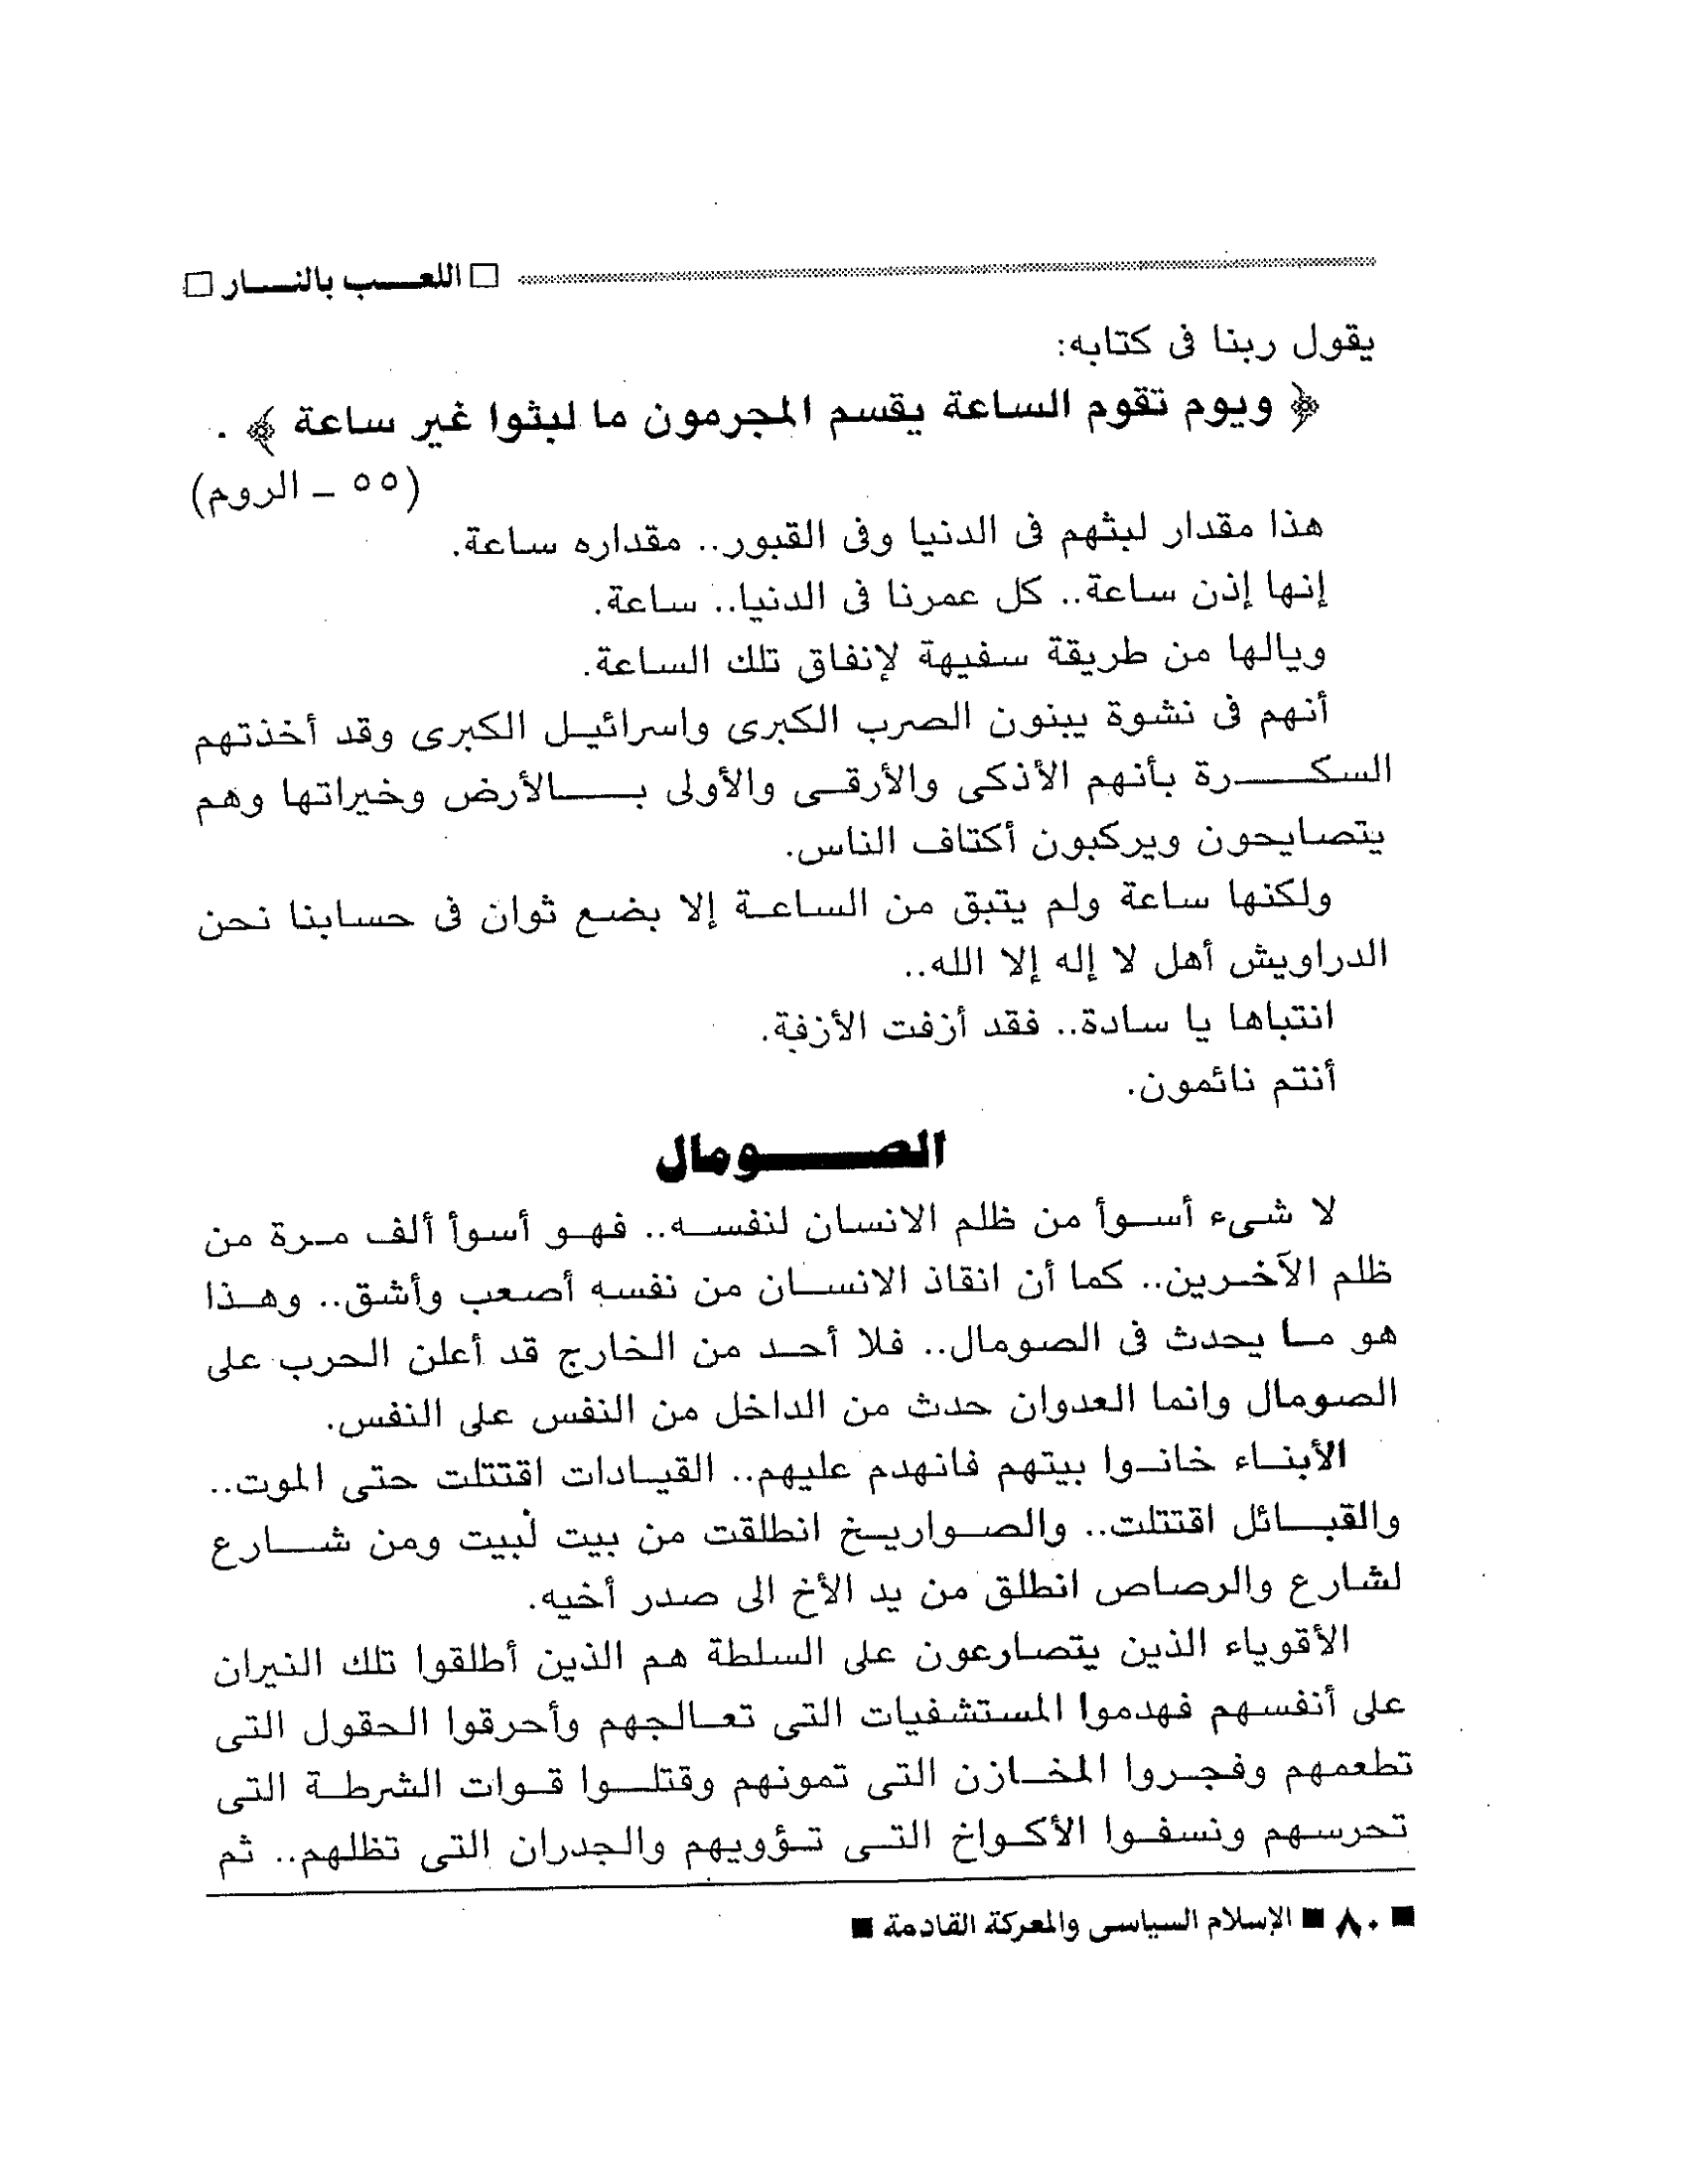 □ اللعب بالنار □
يقول ربنا فى كتابه:
﴿ ويوم تقوم الساعة يقسم المجرمون ما لبثوا غير ساعة ﴾ .
(٥٥ ـ الروم)
هذا مقدار لبثهم فى الدنيا وفى القبور.. مقداره ساعة.
إنها إذن ساعة.. كل عمرنا فى الدنيا.. ساعة.
ويالها من طريقة سفيهة لإنفاق تلك الساعة.
أنهم فى نشوة يبنون الصرب الكبرى واسرائيل الكبرى وقد أخذتهم
السكرة بأنهم الأذكى والأرقى والأولى بالأرض وخيراتها وهم
يتصايحون ويركبون أكتاف الناس.
ولكنها ساعة ولم يتبق من الساعة إلا بضع ثوان فى حسابنا نحن
الدراويش أهل لا إله إلا الله..
انتباها يا سادة.. فقد أزفت الأزفة.
أنتم نائمون.
الصومال
لا شىء أسوأ من ظلم الانسان لنفسه.. فهو أسوأ ألف مرة من
ظلم الآخرين.. كما أن انقاذ الانسان من نفسه أصعب وأشق.. وهذا
هو ما يحدث فى الصومال.. فلا أحد من الخارج قد أعلن الحرب على
الصومال وانما العدوان حدث من الداخل من النفس على النفس.
الأبناء خانوا بيتهم فانهدم عليهم.. القيادات اقتتلت حتى الموت..
والقبائل اقتتلت.. والصواريخ انطلقت من بيت لبيت ومن شارع
لشارع والرصاص انطلق من يد الأخ الى صدر أخيه.
الأقوياء الذين يتصارعون على السلطة هم الذين أطلقوا تلك النيران
على أنفسهم فهدموا المستشفيات التى تعالجهم وأحرقوا الحقول التى
تطعمهم وفجروا المخازن التى تمونهم وقتلوا قوات الشرطة التى
تحرسهم ونسفوا الأكواخ التى تؤويهم والجدران التى تظلهم.. ثم
■ ٨٠ ■ الإسلام السياسى والمعركة القادمة ■